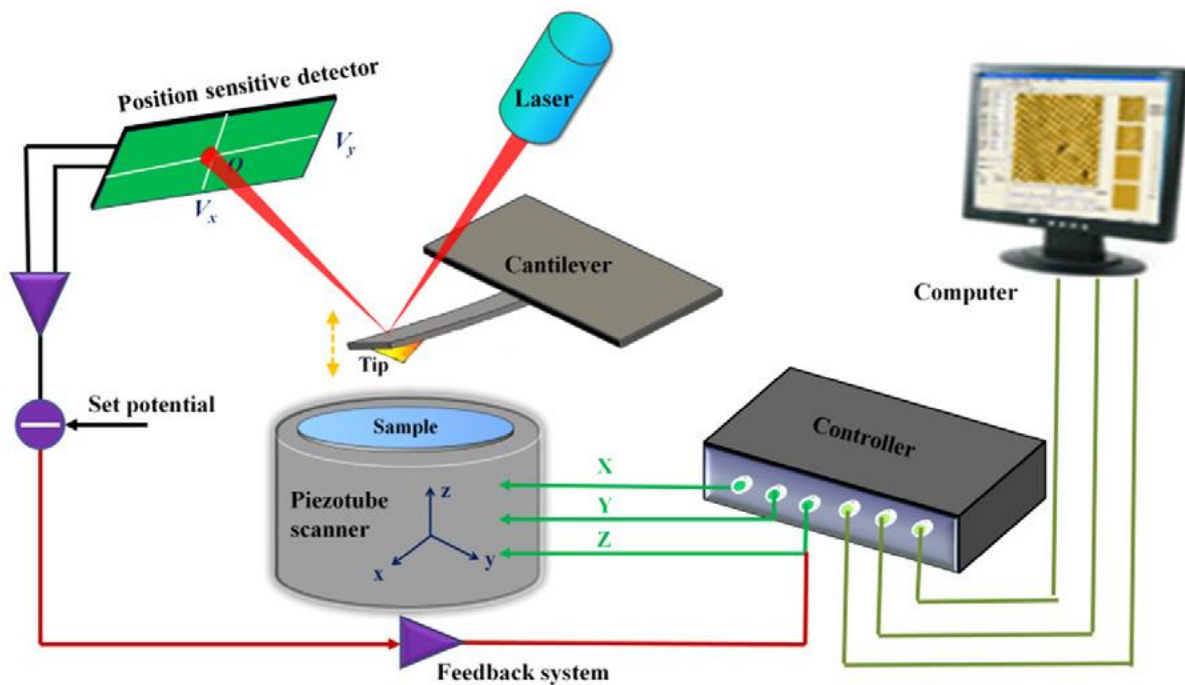 Position sensitive detector
Laser
V_y
O
V_x
Cantilever
Computer
Tip
Set potential
Sample
Controller
X
Piezotube
scanner
z
Y
Z
x
y
Feedback system